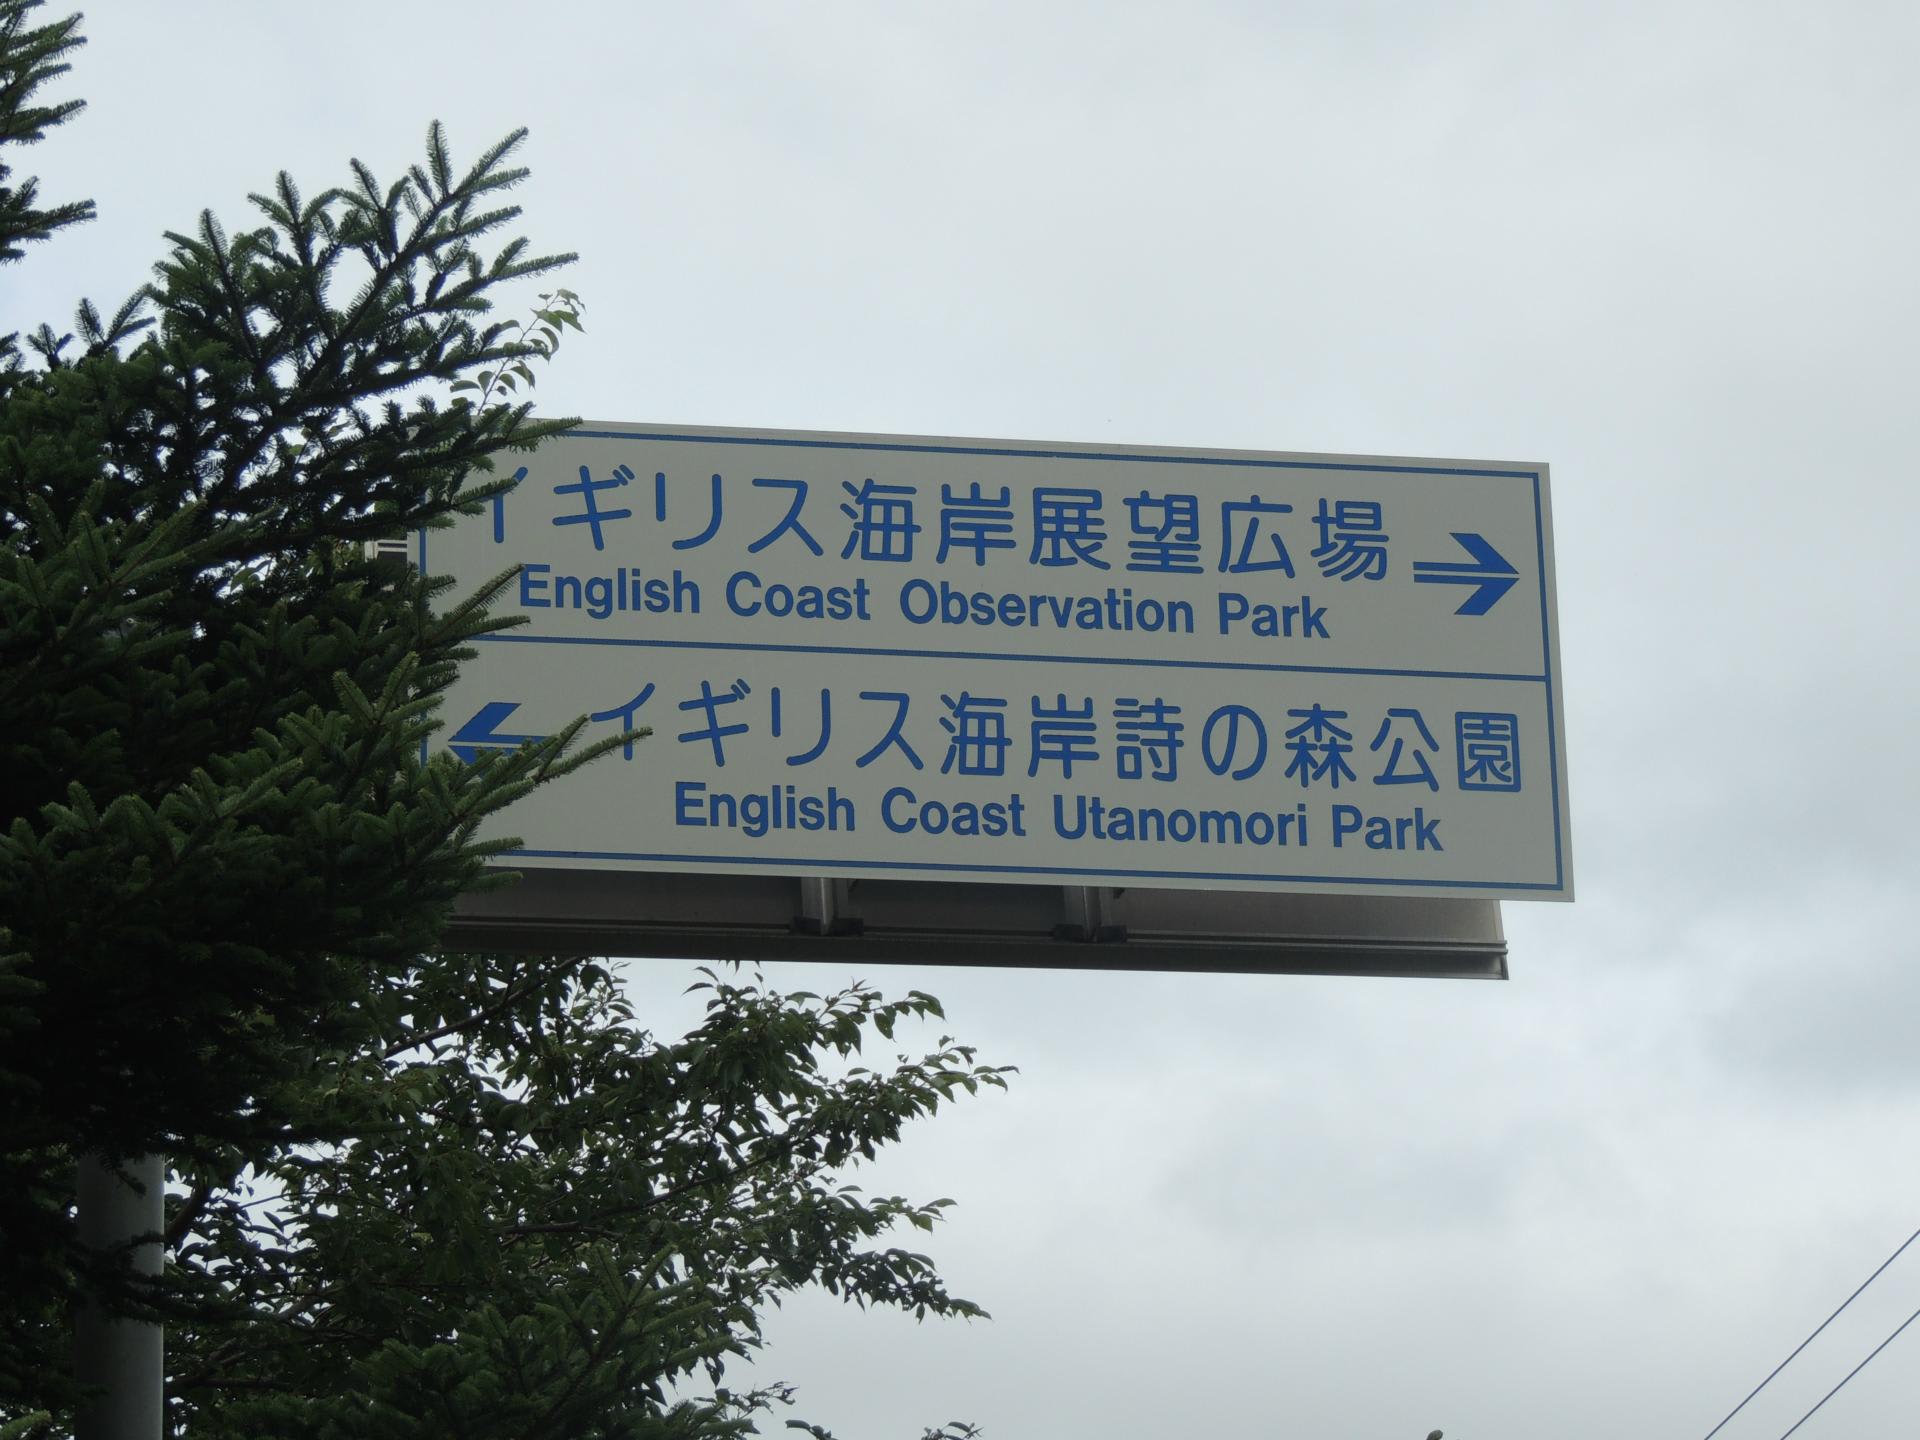 イギリス海岸展望広場
English Coast Observation Park
イギリス海岸詩の森公園
English Coast Utanomori Park